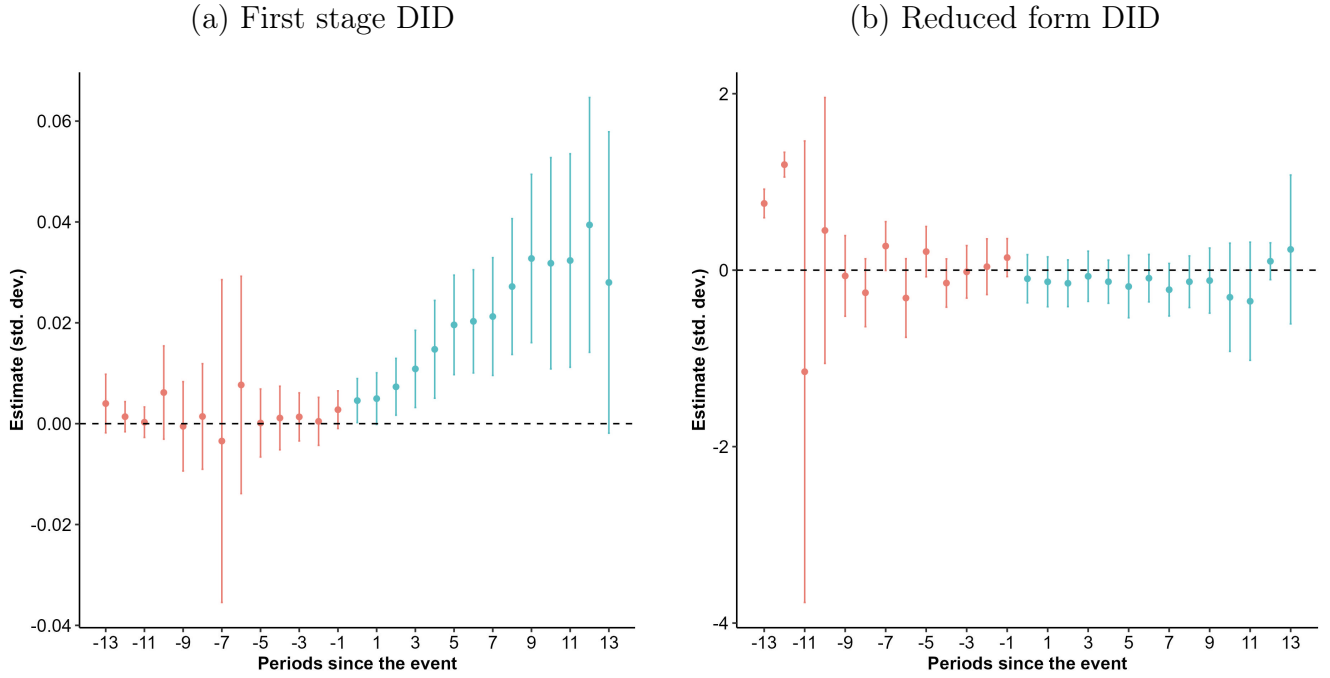 (a) First stage DID
(b) Reduced form DID
Estimate (std. dev.)
0.06
0.04
0.02
0.00
-0.02
-0.04
-13 -11 -9 -7 -5 -3 -1 1 3 5 7 9 11 13
Periods since the event
Estimate (std. dev.)
2
0
-2
-4
-13 -11 -9 -7 -5 -3 -1 1 3 5 7 9 11 13
Periods since the event